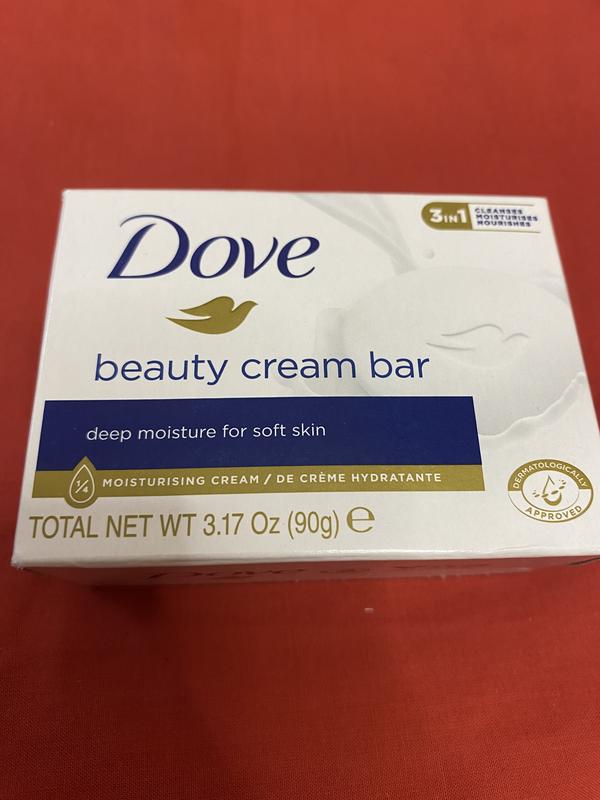 3IN1 CLEANSES
MOISTURISES
NOURISHES
Dove
beauty cream bar
deep moisture for soft skin
1/4 MOISTURISING CREAM / DE CRÈME HYDRATANTE
DERMATOLOGICALLY
APPROVED
TOTAL NET WT 3.17 Oz (90g) ℮
Dove